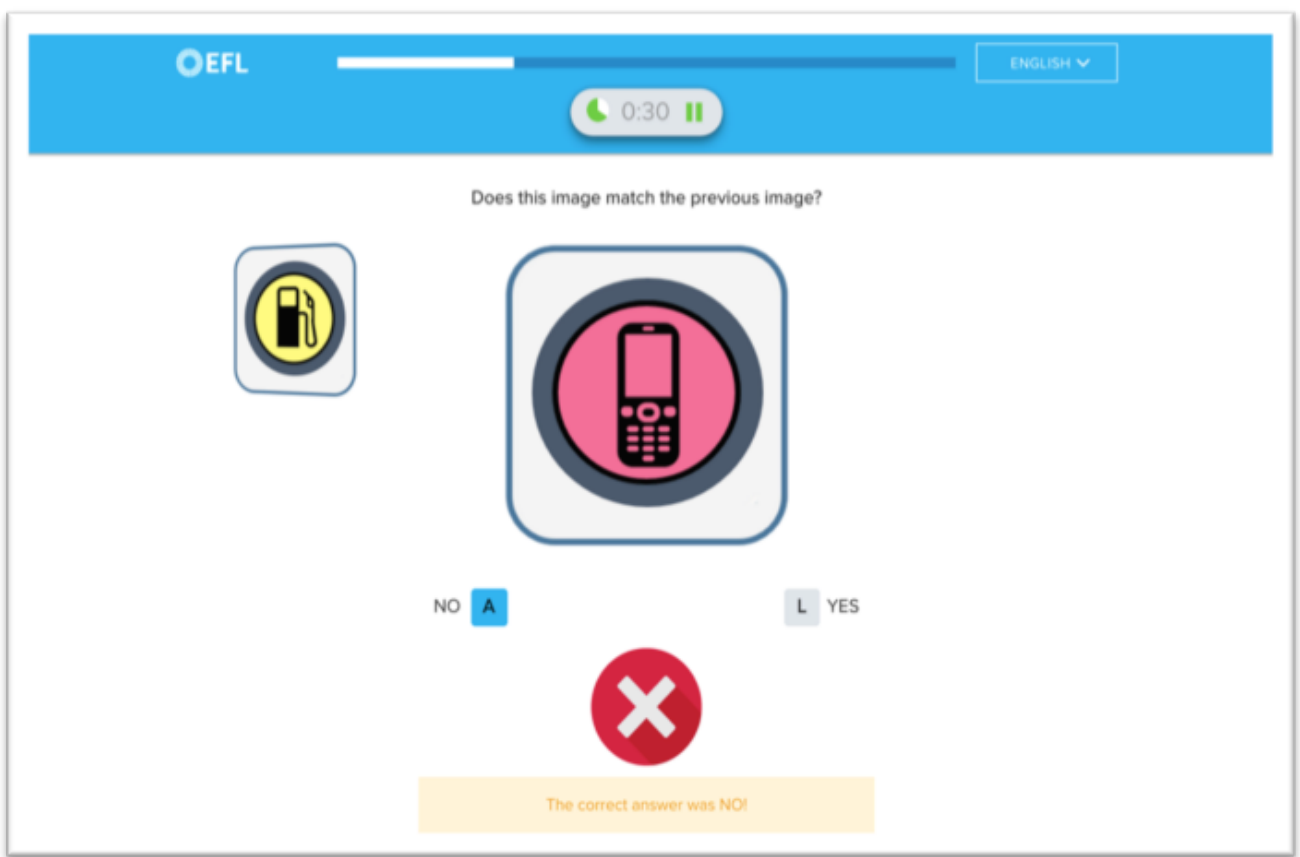 EFL
ENGLISH
0:30
Does this image match the previous image?
NO A L YES
The correct answer was NO!